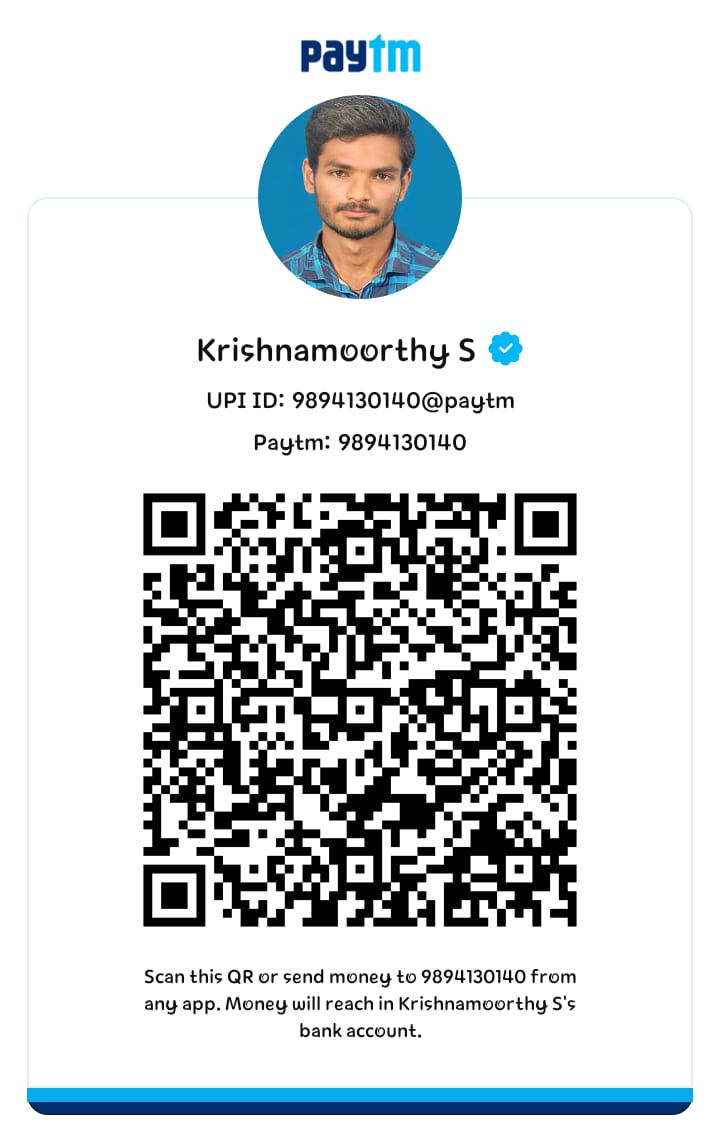 paytm
Krishnamoorthy S
UPI ID: 9894130140@paytm
Paytm: 9894130140
Scan this QR or send money to 9894130140 from
any app. Money will reach in Krishnamoorthy S's
bank account.